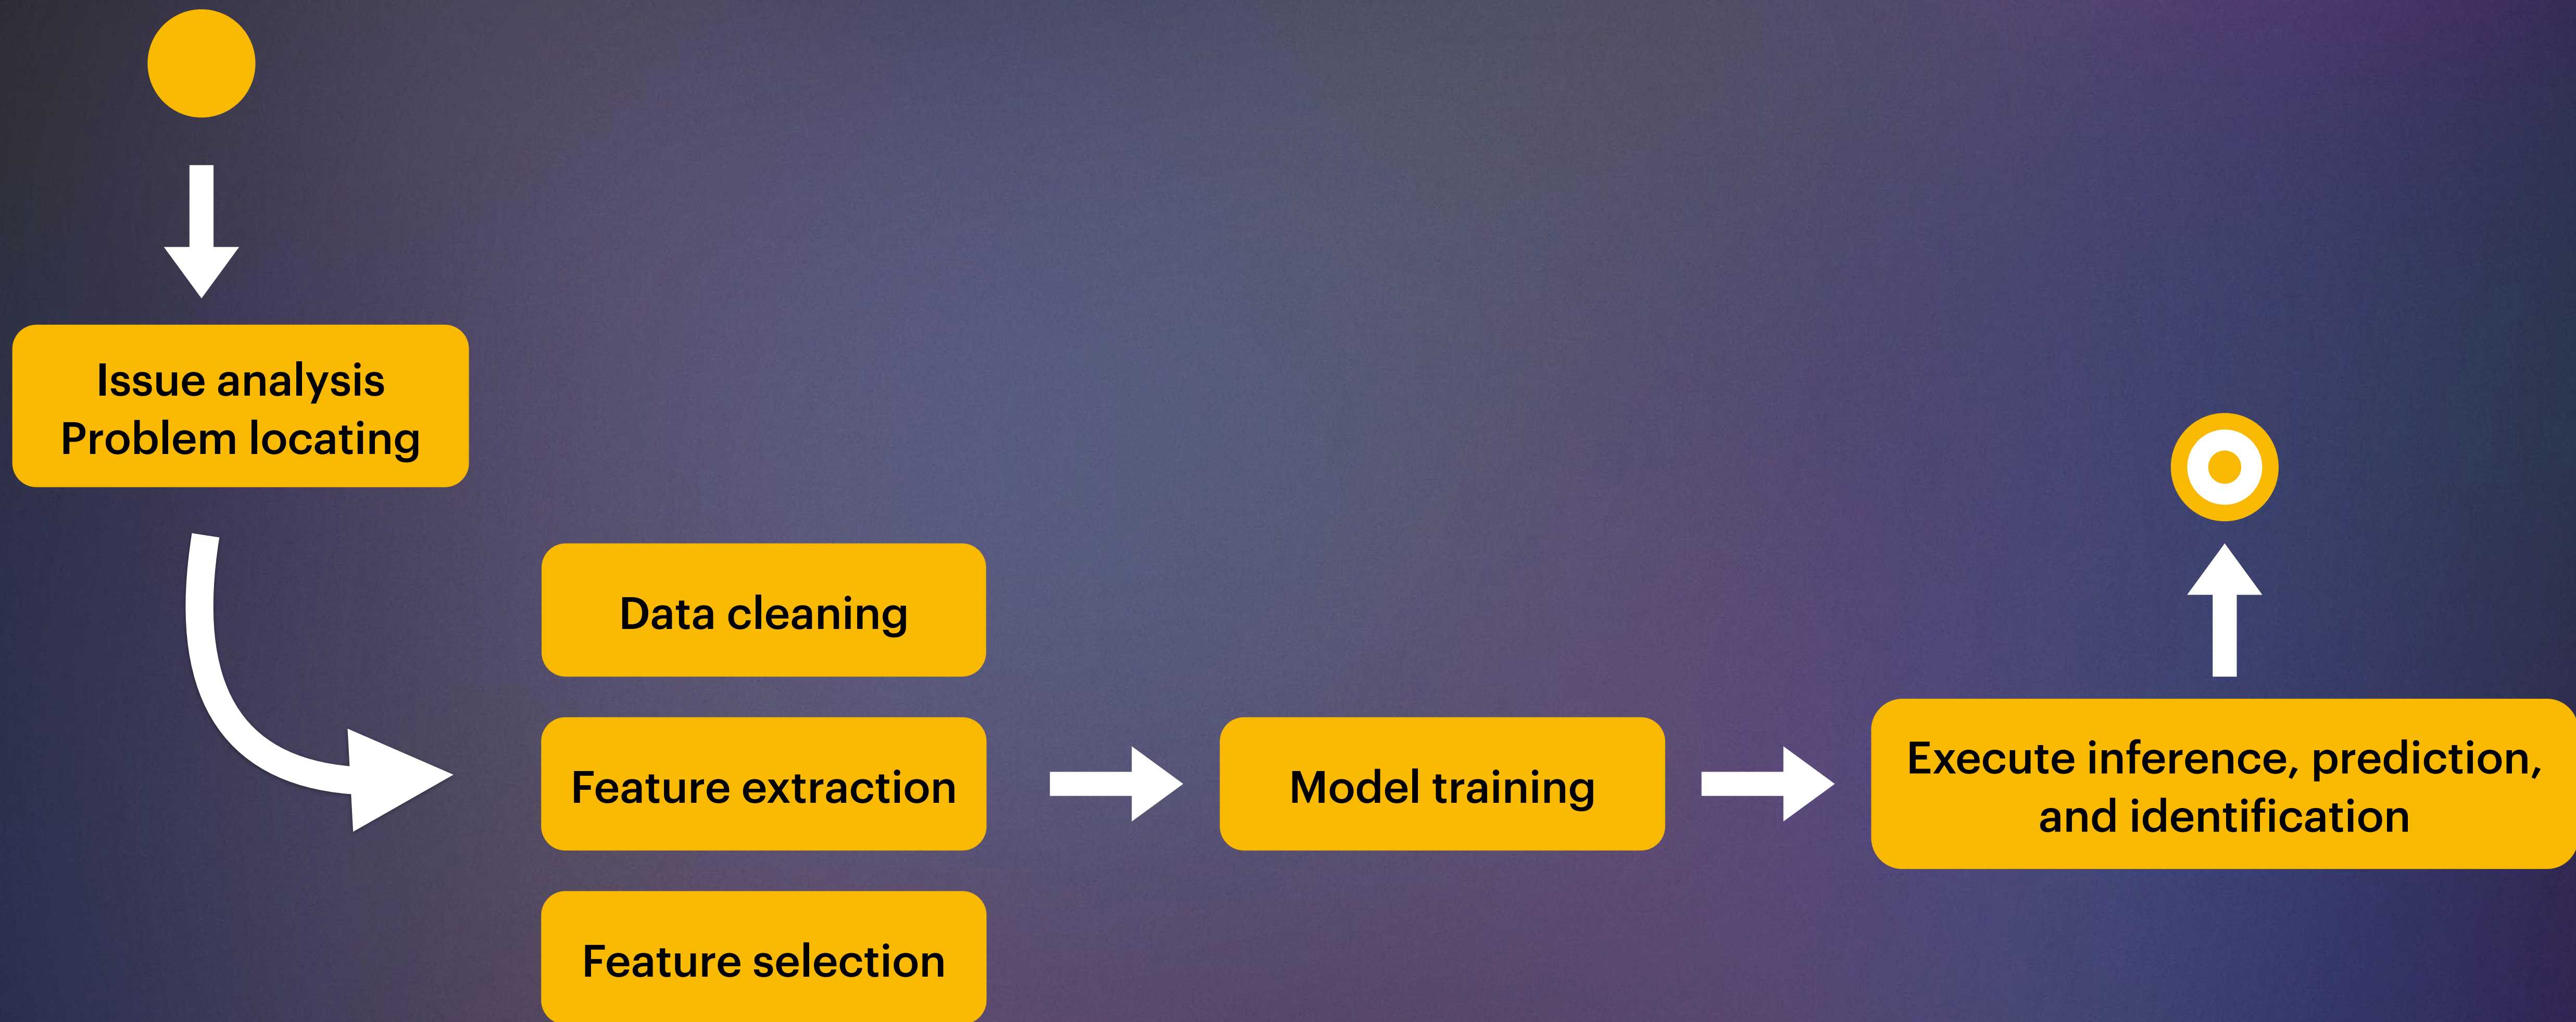 Issue analysis
Problem locating
Data cleaning
Feature extraction
Feature selection
Model training
Execute inference, prediction,
and identification